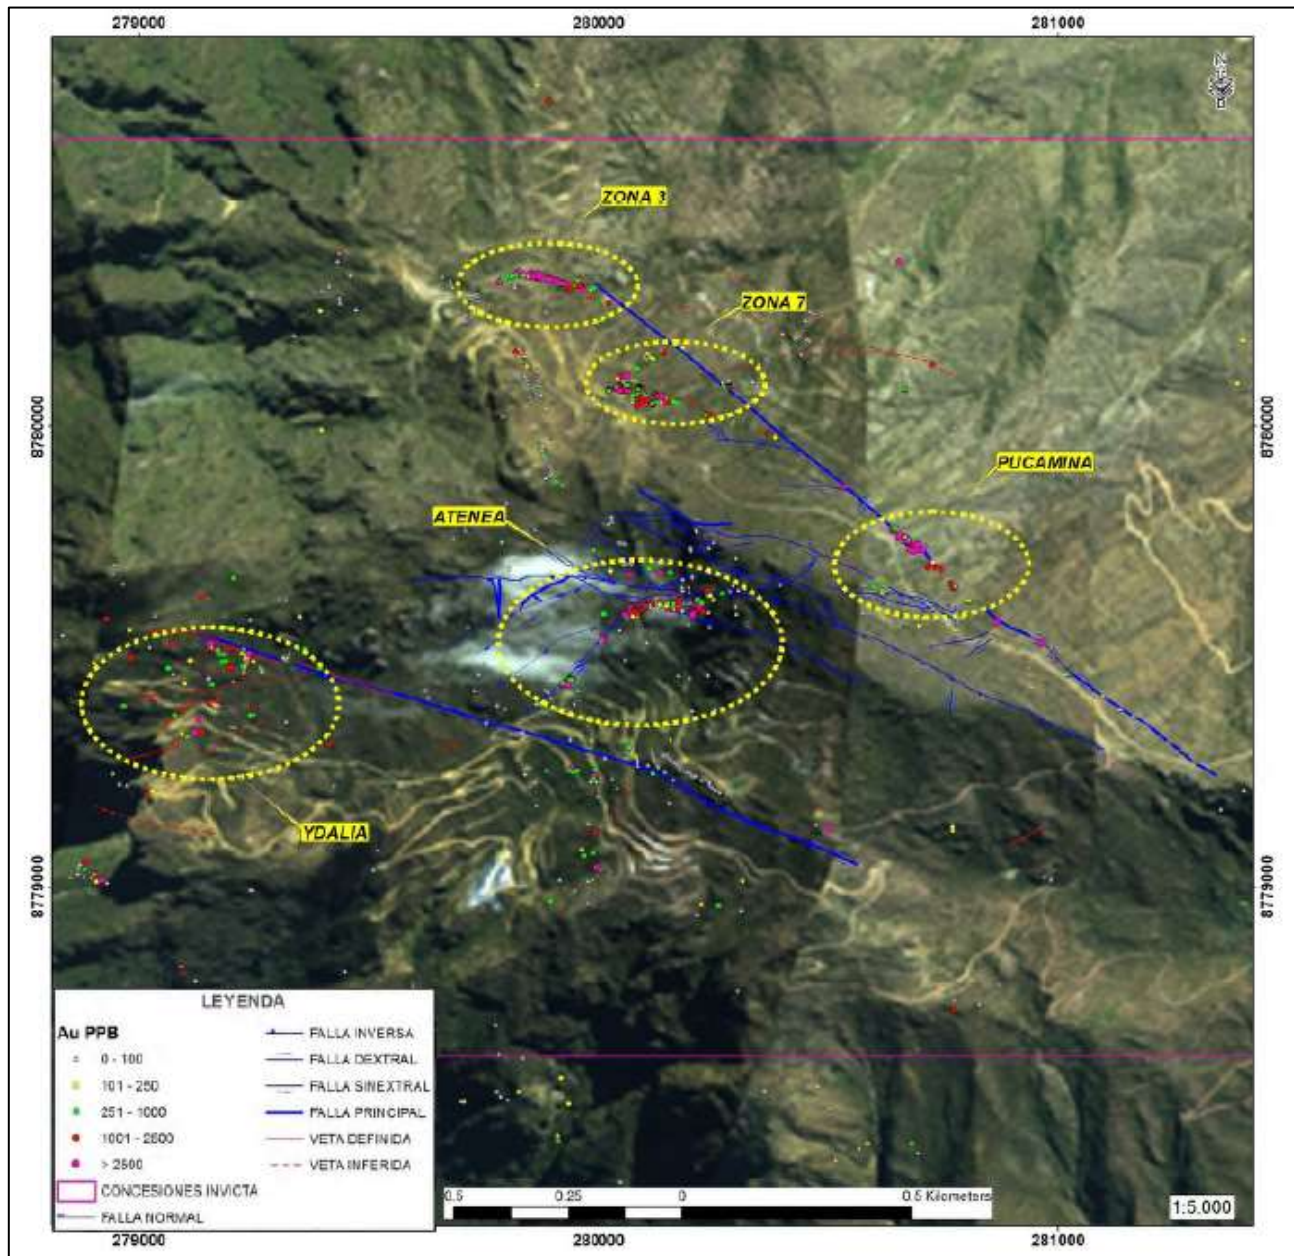 279000 280000 281000
ZONA 3
ZONA 7
8780000 8780000
PUCAMINA
ATENEA
YDALIA
8779000 8779000
LEYENDA
Au PPB
0 - 100
101 - 250
251 - 1000
1001 - 2500
> 2500
CONCESIONES INVICTA
FALLA NORMAL
FALLA INVERSA
FALLA DEXTRAL
FALLA SINEXTRAL
FALLA PRINCIPAL
VETA DEFINIDA
VETA INFERIDA
0.5 0.25 0 0.5 Kilometers
1:5.000
279000 280000 281000